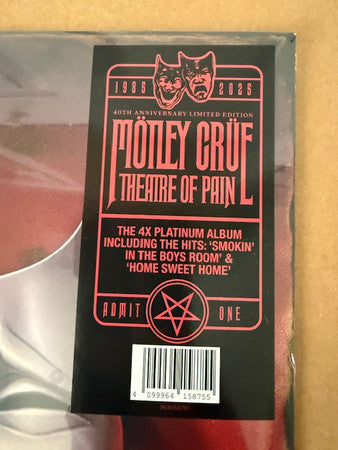 1985 2025
40TH ANNIVERSARY LIMITED EDITION
MÖTLEY CRÜE
THEATRE OF PAIN
THE 4X PLATINUM ALBUM
INCLUDING THE HITS: ‘SMOKIN’
IN THE BOYS ROOM’ &
‘HOME SWEET HOME’
ADMIT ONE
4 099964 158755
964158751